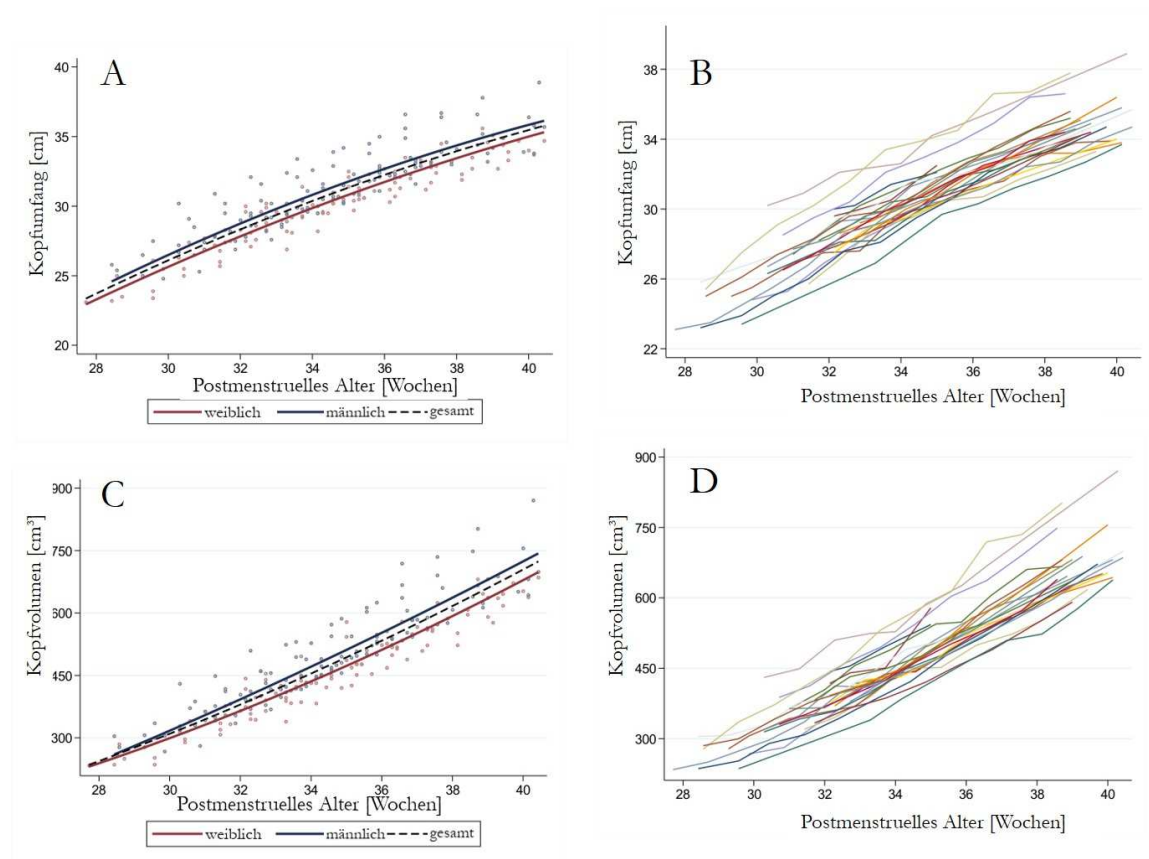 A
40
35
30
25
20
Kopfumfang [cm]
28 30 32 34 36 38 40
Postmenstruelles Alter [Wochen]
weiblich männlich gesamt
B
38
34
30
26
22
Kopfumfang [cm]
28 30 32 34 36 38 40
Postmenstruelles Alter [Wochen]
C
900
750
600
450
300
Kopfvolumen [cm³]
28 30 32 34 36 38 40
Postmenstruelles Alter [Wochen]
weiblich männlich gesamt
D
900
750
600
450
300
Kopfvolumen [cm³]
28 30 32 34 36 38 40
Postmenstruelles Alter [Wochen]